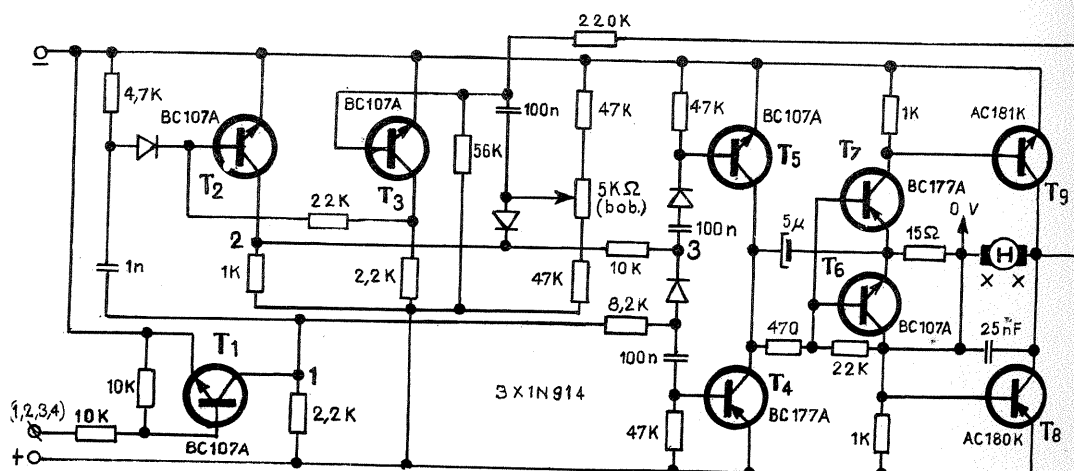 220K
−
4,7K
BC107A
T2
BC107A
T3
100n
56K
47K
47K
BC107A
T5
1K
AC181K
T7
T9
22K
5KΩ
(bob.)
100n
BC177A
5μ
15Ω
0 V
H
2
1n
1K
2,2K
47K
10K
3
T6
× ×
8,2K
BC107A
25nF
T1
10K
1
100n
470
22K
3X1N914
T4
(1,2,3,4)
10K
2,2K
BC107A
47K
BC177A
1K
AC180K
T8
+